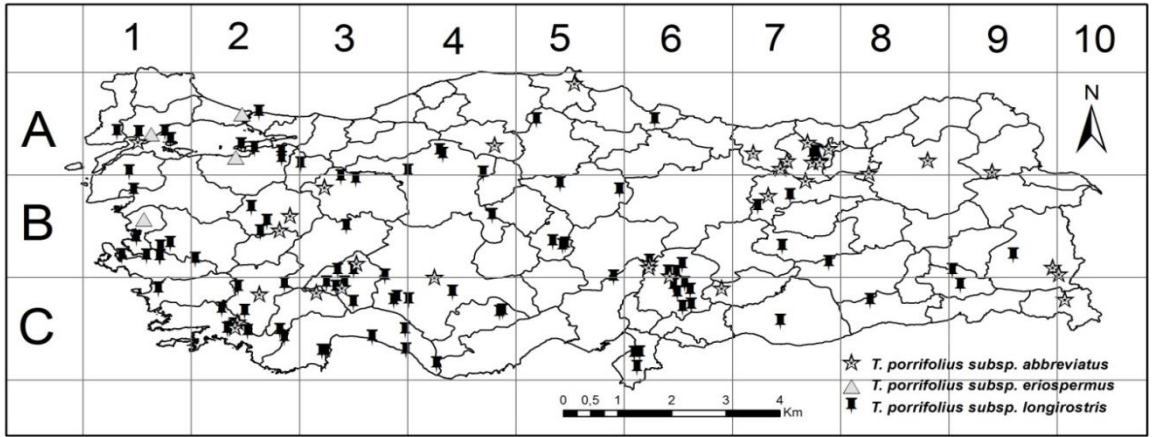 1 2 3 4 5 6 7 8 9 10
N
A
B
C
T. porrifolius subsp. abbreviatus
T. porrifolius subsp. eriospermus
T. porrifolius subsp. longirostris
0 0,5 1 2 3 4
Km